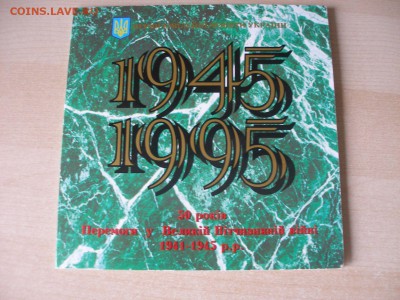 COINS.LAVE
1945
1995
50 років
Перемоги у Великій Вітчизняній війні
1941-1945 р.р.